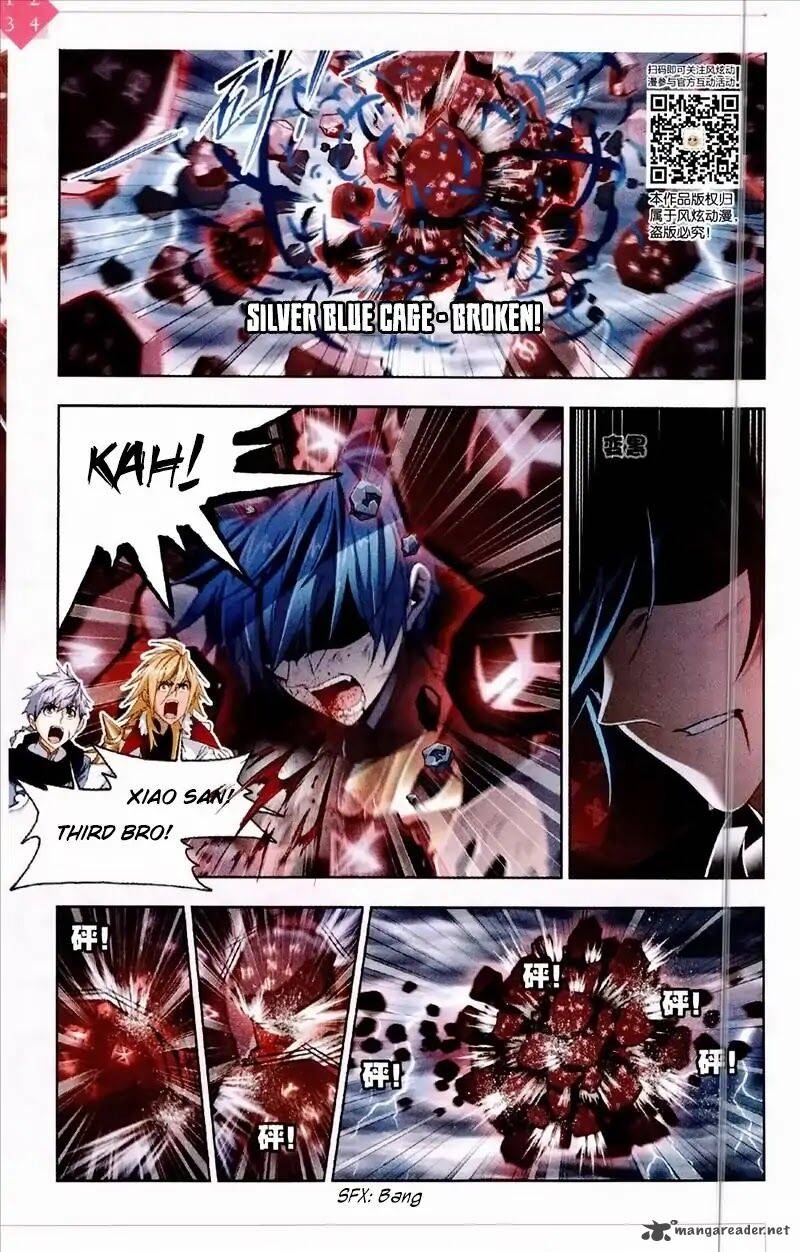 1 2
3 4
砰!
扫码即可关注风炫动
漫参与官方互动活动.
本作品版权归
属于风炫动漫,
盗版必究!
SILVER BLUE CAGE - BROKEN!
KAH!
变黑
XIAO SAN!
THIRD BRO!
砰!
砰!
砰!
砰!
砰!
砰!
SFX: Bang
mangareader.net